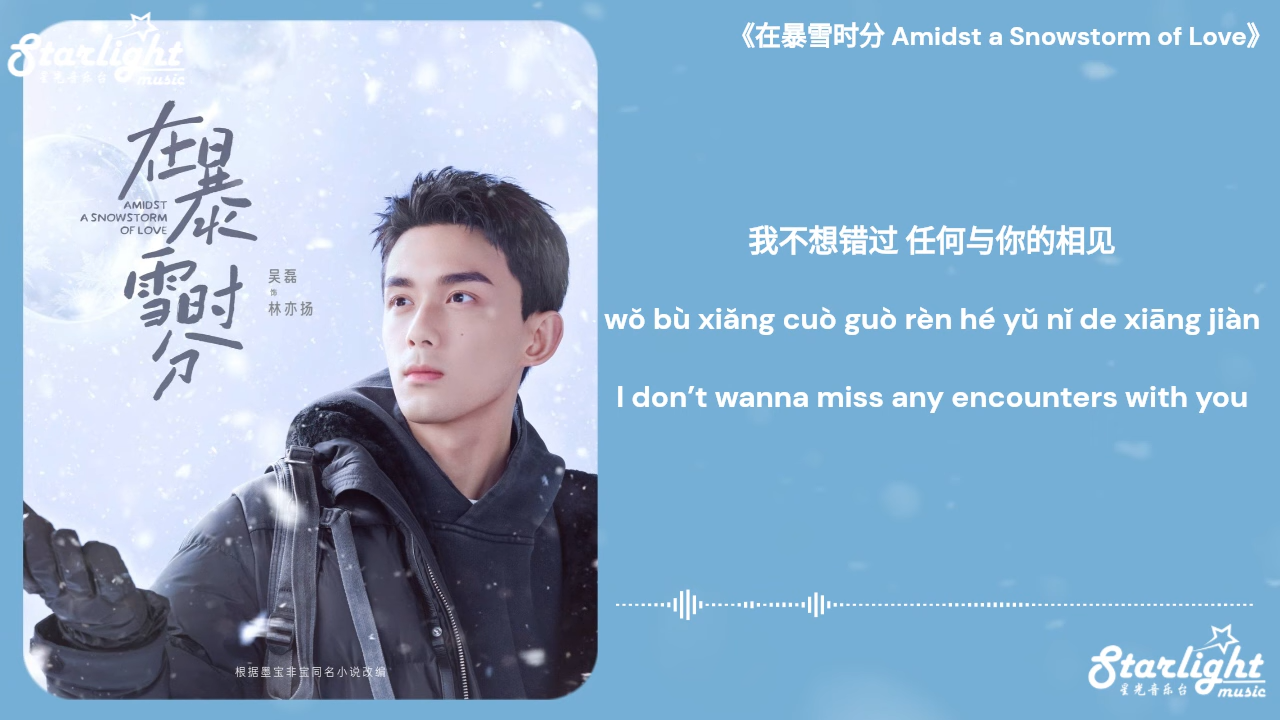 Starlight
星光音乐台 music
《在暴雪时分 Amidst a Snowstorm of Love》
在暴雪时分
AMIDST
A SNOWSTORM
OF LOVE
吴磊
饰
林亦扬
我不想错过 任何与你的相见
wǒ bù xiǎng cuò guò rèn hé yǔ nǐ de xiāng jiàn
I don’t wanna miss any encounters with you
根据墨宝非宝同名小说改编
Starlight
星光音乐台 music